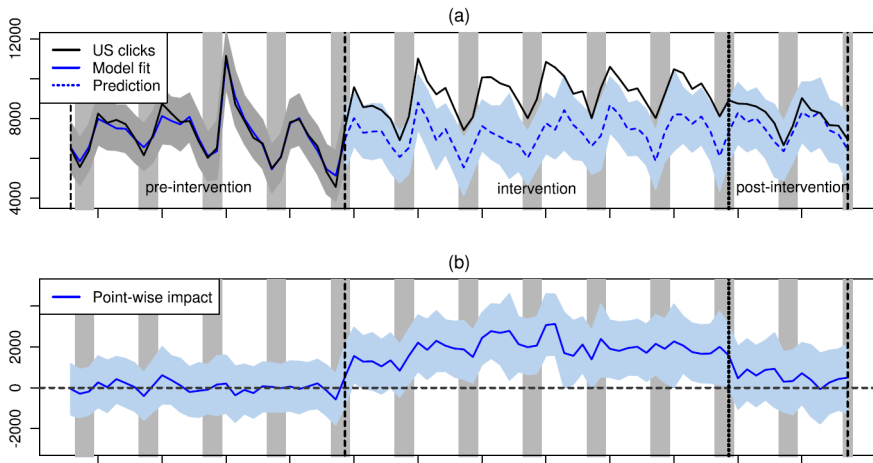 (a)
12000
8000
6000
4000
US clicks
Model fit
Prediction
pre-intervention
intervention
post-intervention
(b)
2000
0
-2000
Point-wise impact